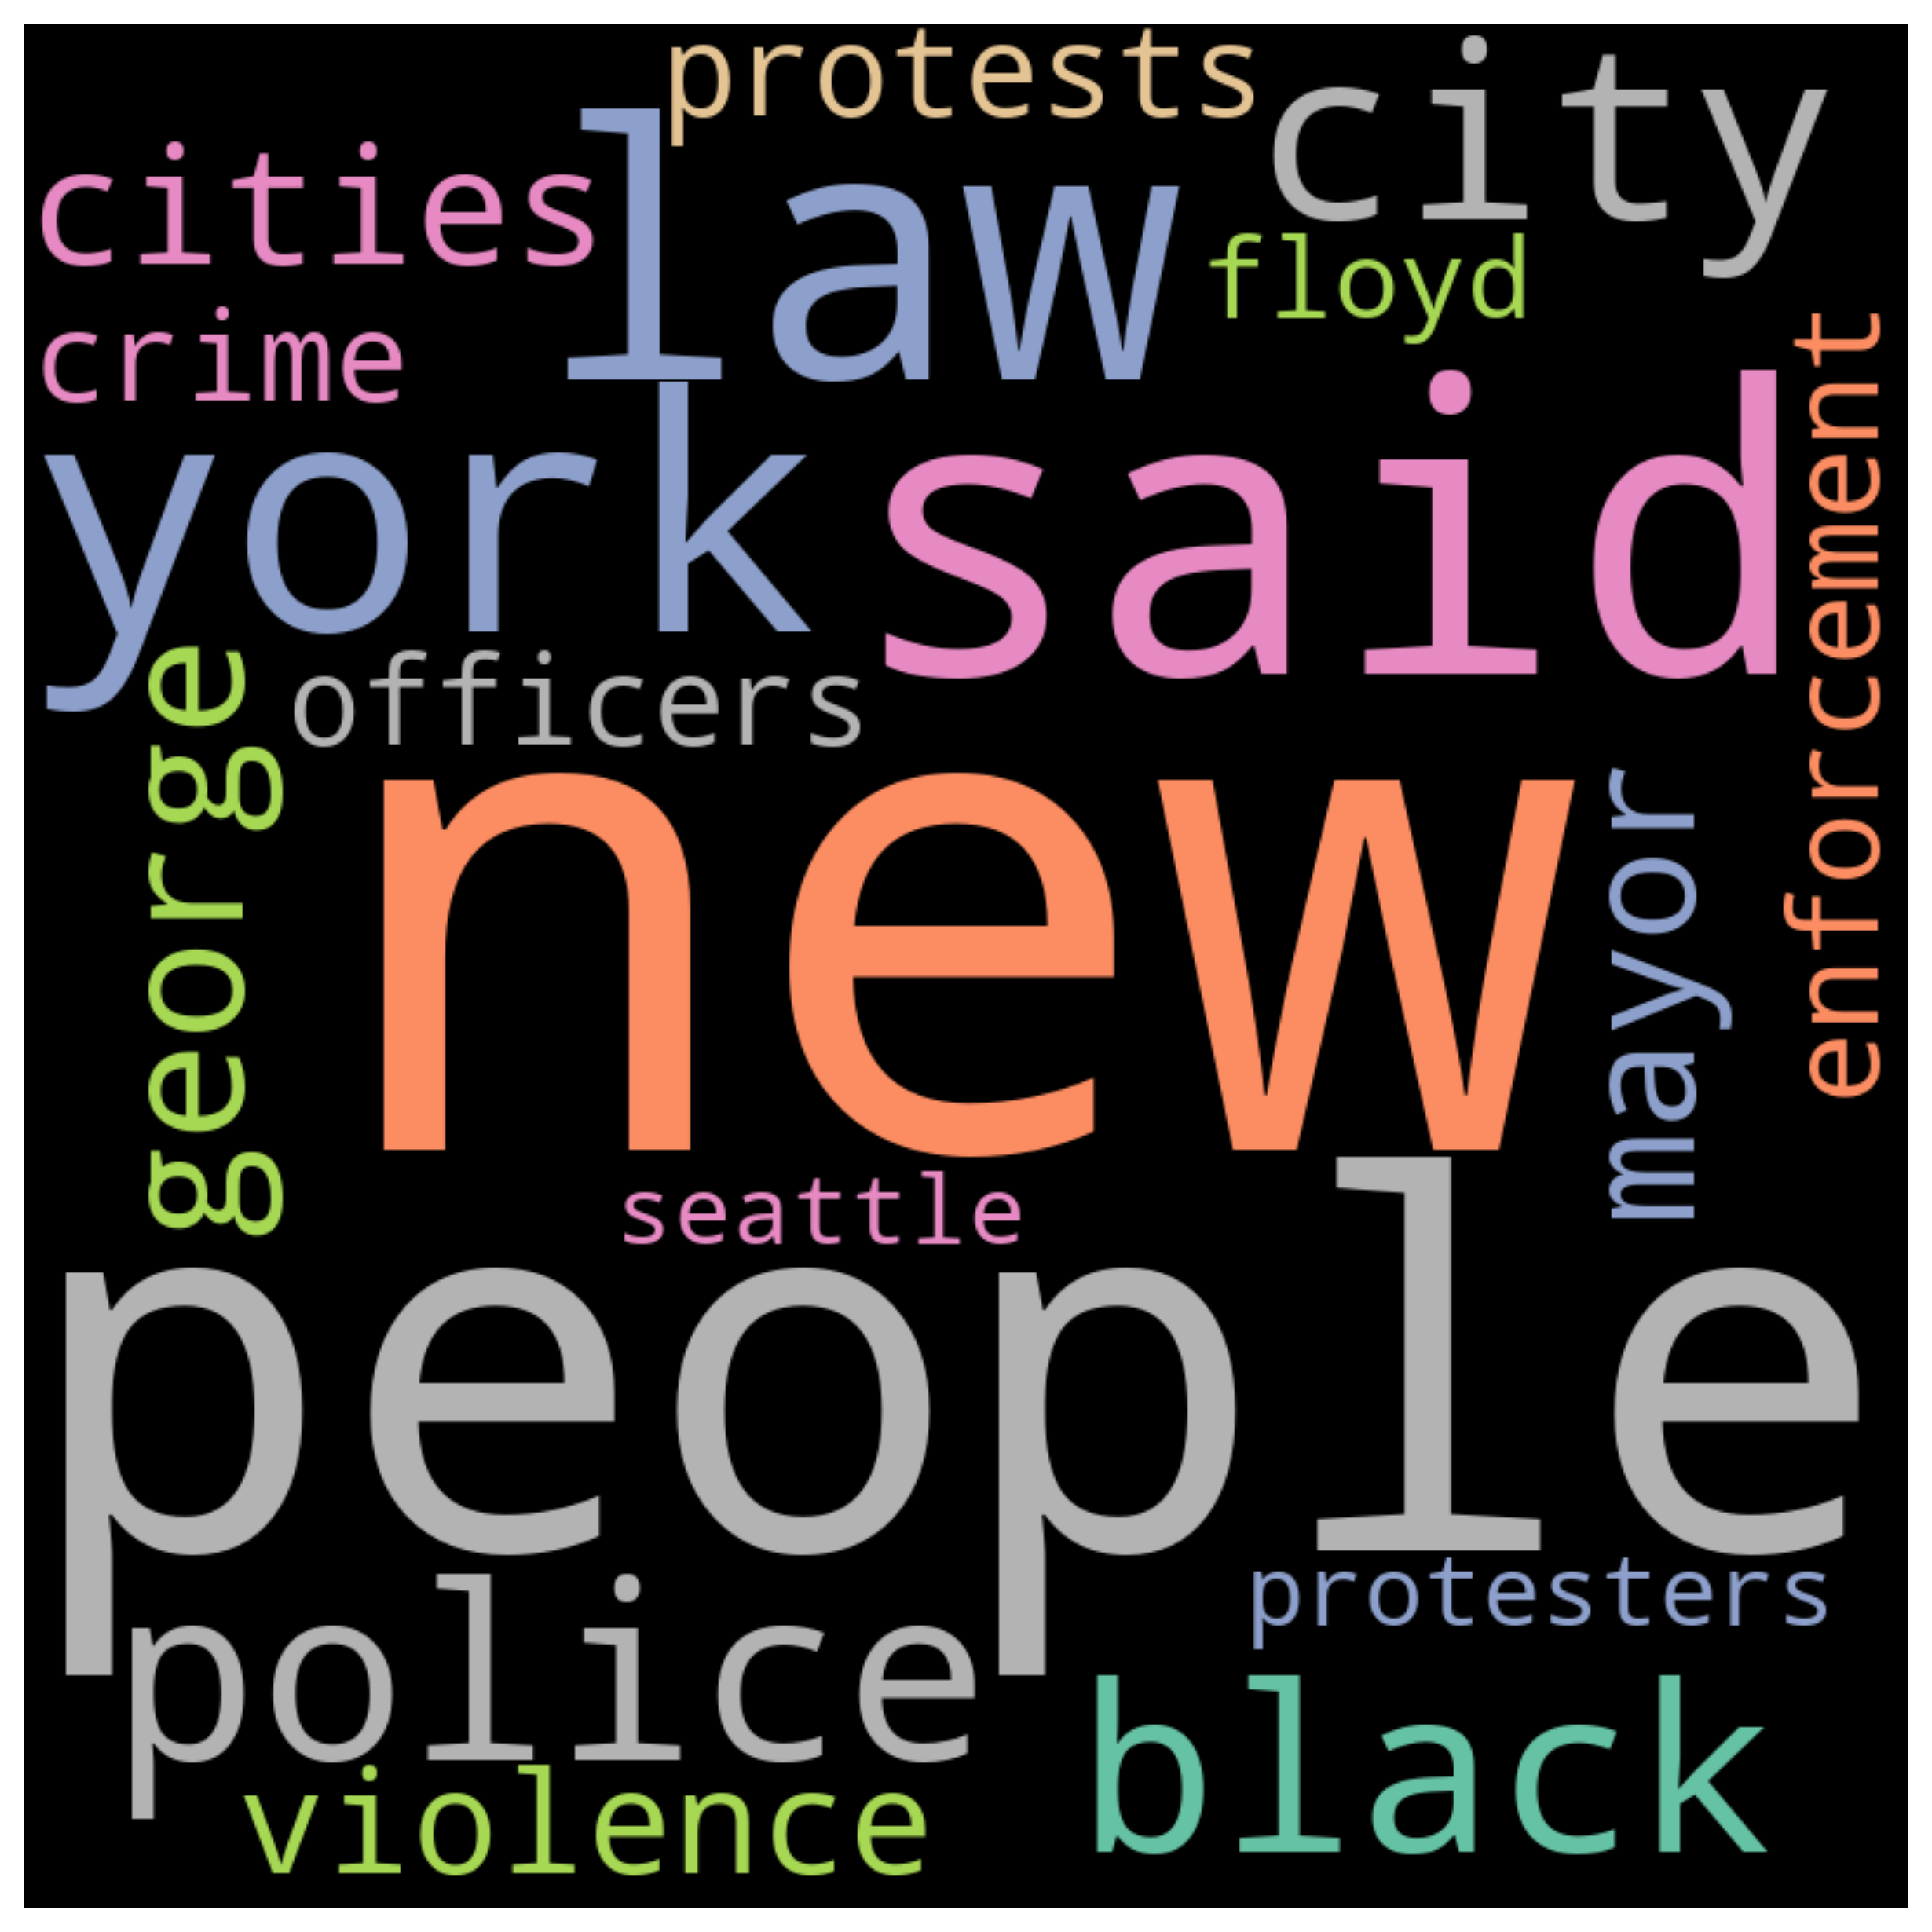 protests
city
cities
law
floyd
crime
york
said
enforcement
officers
george
new
mayor
seattle
people
police
protesters
black
violence